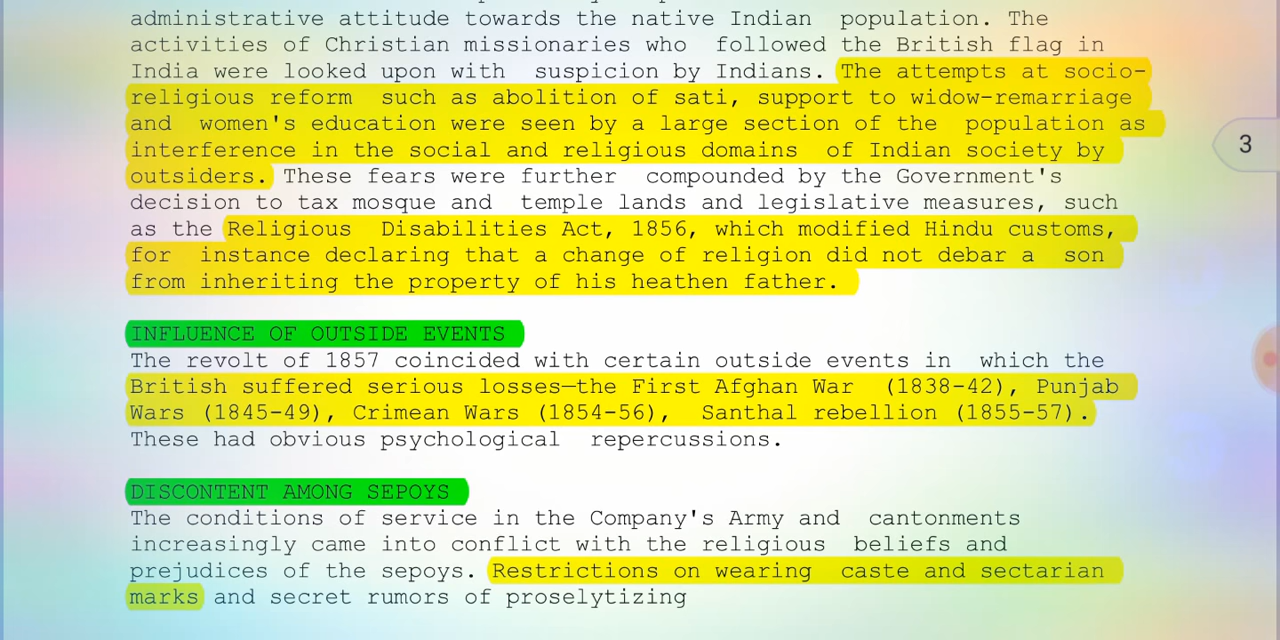 administrative attitude towards the native Indian population. The
activities of Christian missionaries who followed the British flag in
India were looked upon with suspicion by Indians. The attempts at socio-
religious reform such as abolition of sati, support to widow-remarriage
and women's education were seen by a large section of the population as
interference in the social and religious domains of Indian society by
outsiders. These fears were further compounded by the Government's
decision to tax mosque and temple lands and legislative measures, such
as the Religious Disabilities Act, 1856, which modified Hindu customs,
for instance declaring that a change of religion did not debar a son
from inheriting the property of his heathen father.
INFLUENCE OF OUTSIDE EVENTS
The revolt of 1857 coincided with certain outside events in which the
British suffered serious losses—the First Afghan War (1838-42), Punjab
Wars (1845-49), Crimean Wars (1854-56), Santhal rebellion (1855-57).
These had obvious psychological repercussions.
DISCONTENT AMONG SEPOYS
The conditions of service in the Company's Army and cantonments
increasingly came into conflict with the religious beliefs and
prejudices of the sepoys. Restrictions on wearing caste and sectarian
marks and secret rumors of proselytizing
3